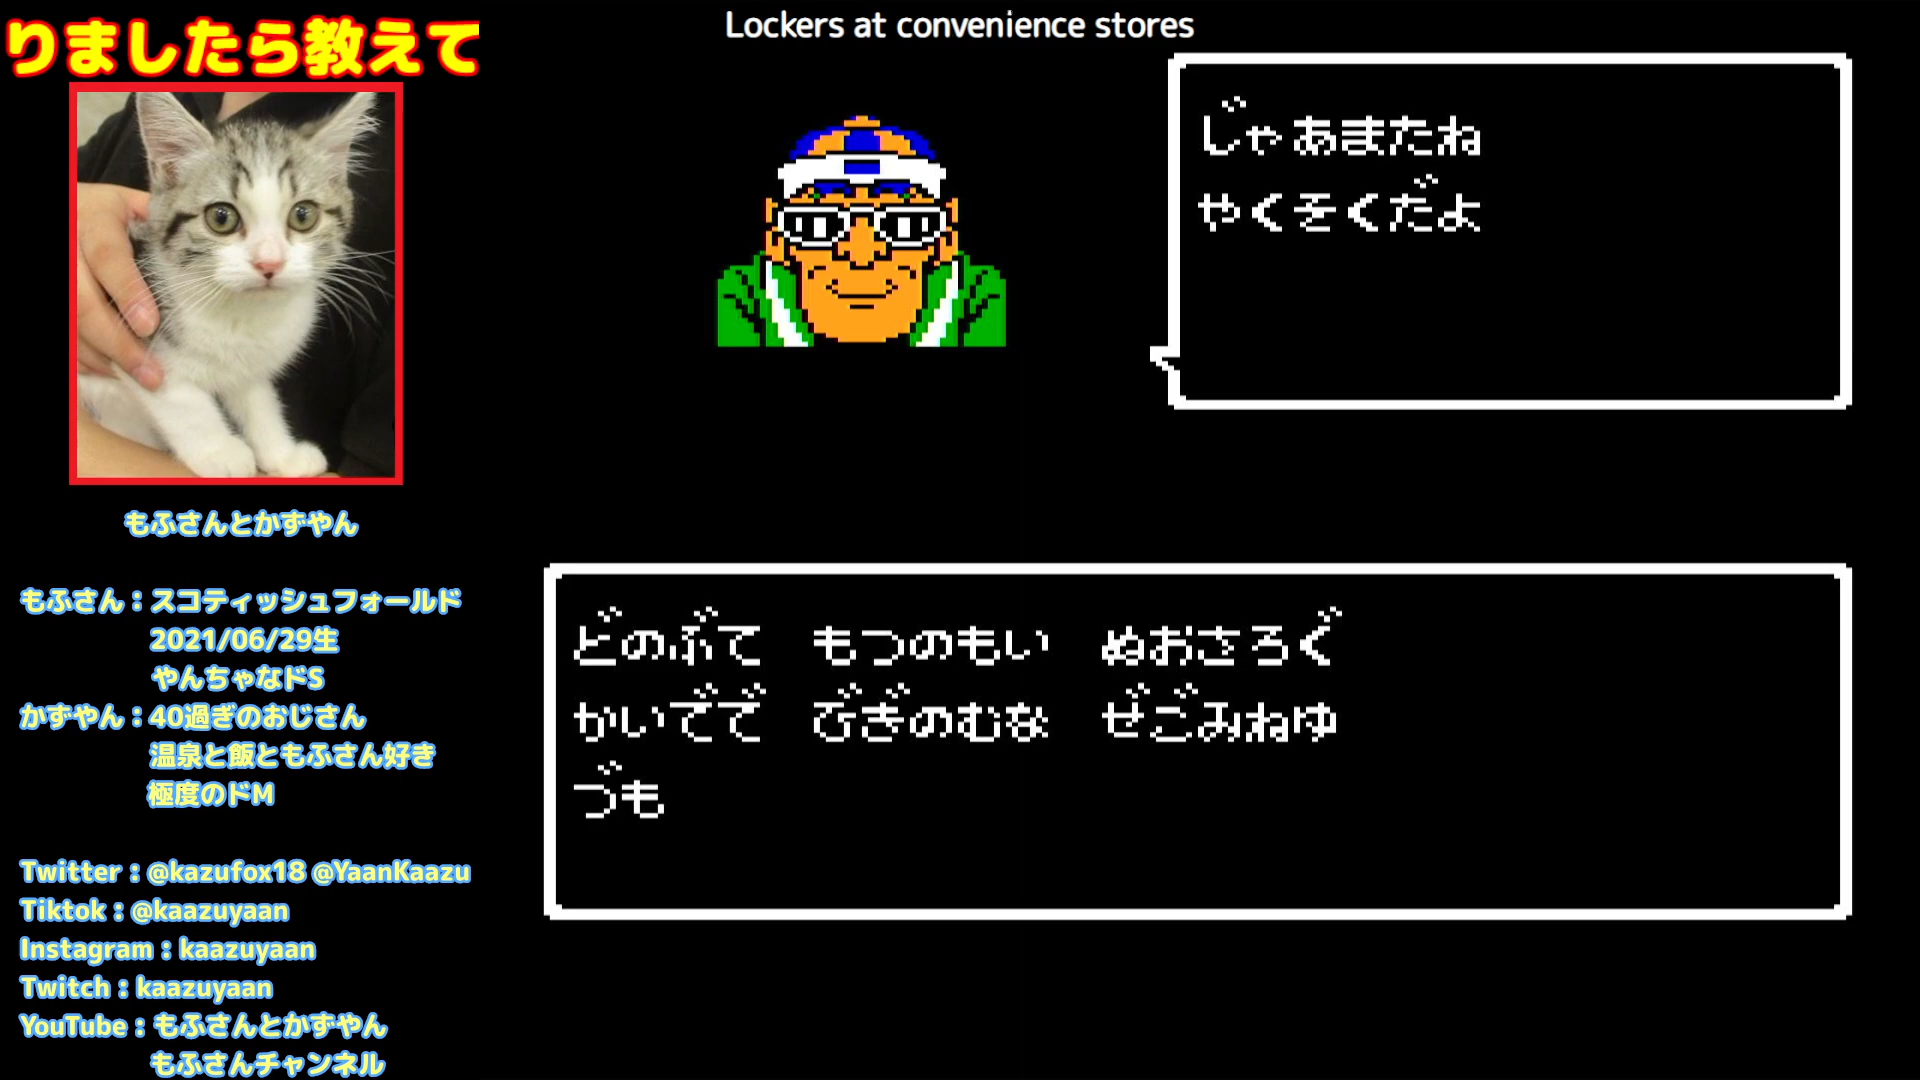 りましたら教えて
Lockers at convenience stores
じゃあまたね
やくそくだよ
もふさんとかずやん
もふさん：スコティッシュフォールド
2021/06/29生
やんちゃなドS
かずやん：40過ぎのおじさん
温泉と飯ともふさん好き
極度のドM
Twitter：@kazufox18 @YaanKaazu
Tiktok：@kaazuyaan
Instagram：kaazuyaan
Twitch：kaazuyaan
YouTube：もふさんとかずやん
もふさんチャンネル
どのぶて　もつのもい　ぬおさろぐ
かいでで　びぎのむな　ぜごみねゆ
づも